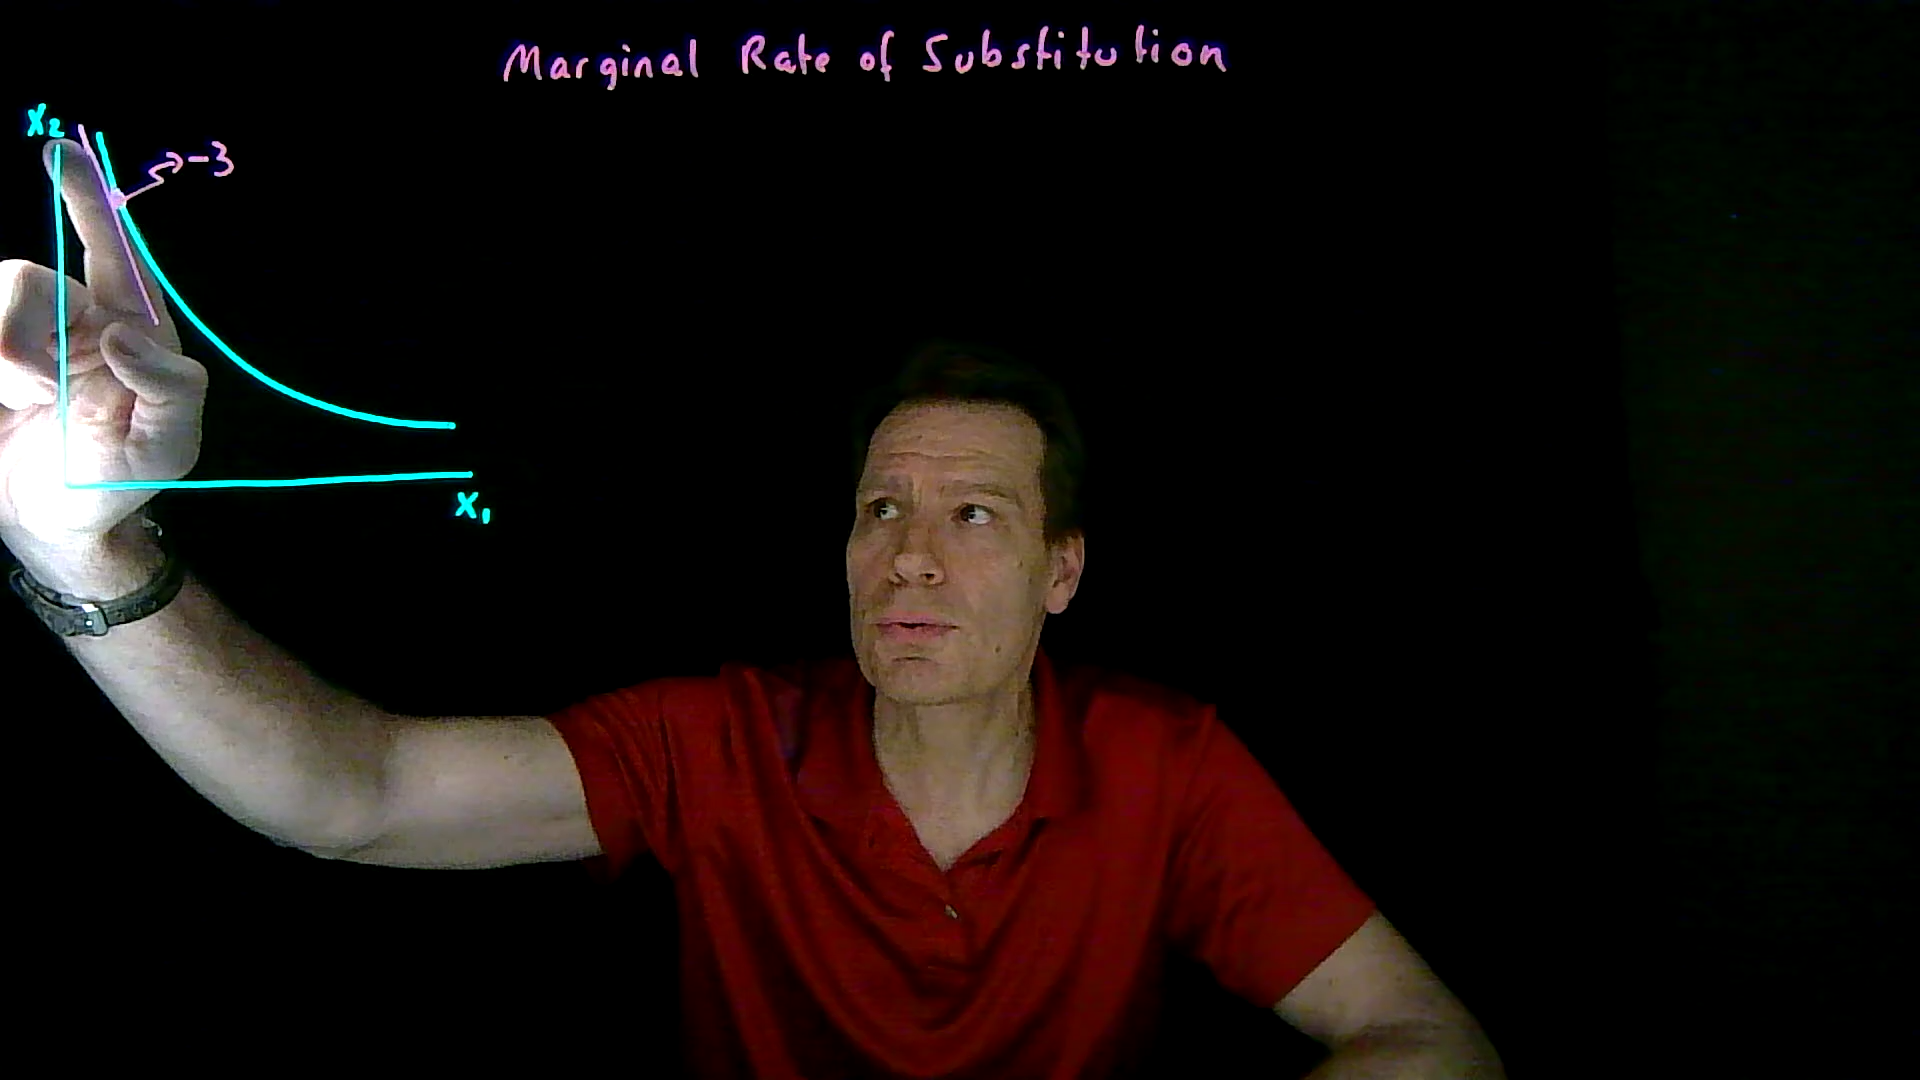 Marginal Rate of Substitution
X₂
-3
X₁